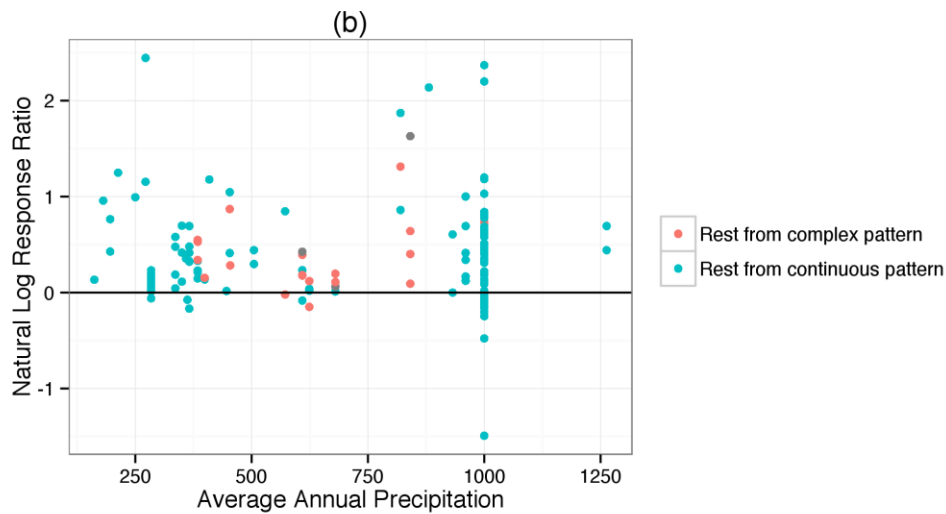 (b)
Natural Log Response Ratio
2
1
0
-1
250
500
750
1000
1250
Average Annual Precipitation
Rest from complex pattern
Rest from continuous pattern